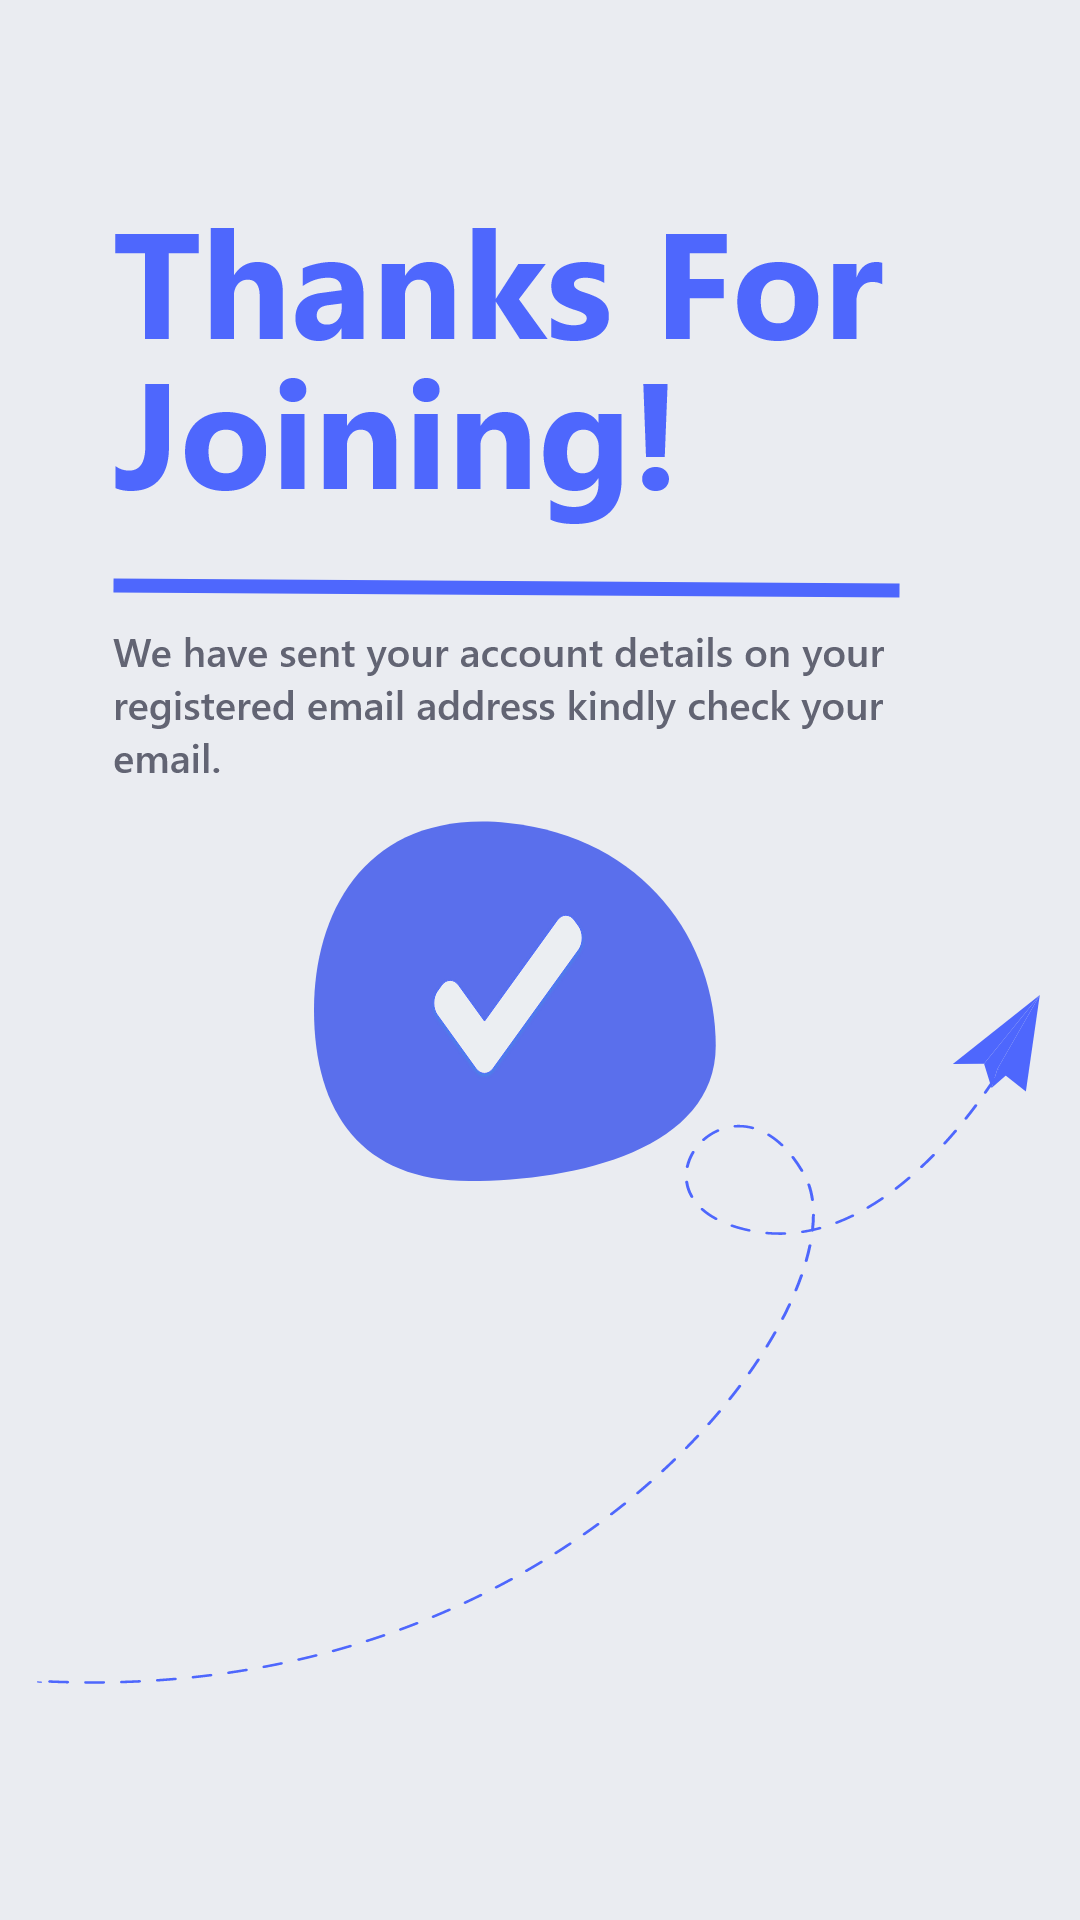 Thanks For
Joining!
We have sent your account details on your
registered email address kindly check your
email.